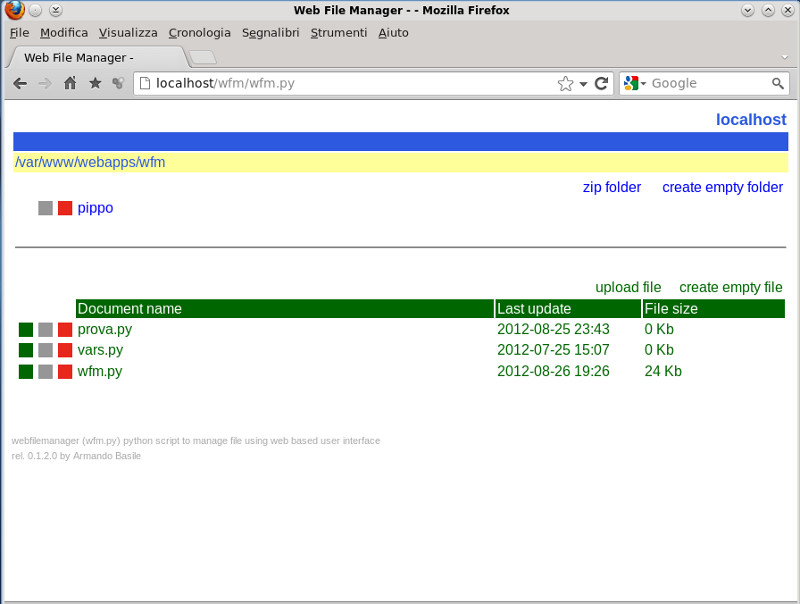 Web File Manager - - Mozilla Firefox
File Modifica Visualizza Cronologia Segnalibri Strumenti Aiuto
Web File Manager -
localhost/wfm/wfm.py Google
localhost
/var/www/webapps/wfm
zip folder create empty folder
pippo
upload file create empty file
Document name Last update File size
prova.py 2012-08-25 23:43 0 Kb
vars.py 2012-07-25 15:07 0 Kb
wfm.py 2012-08-26 19:26 24 Kb
webfilemanager (wfm.py) python script to manage file using web based user interface
rel. 0.1.2.0 by Armando Basile